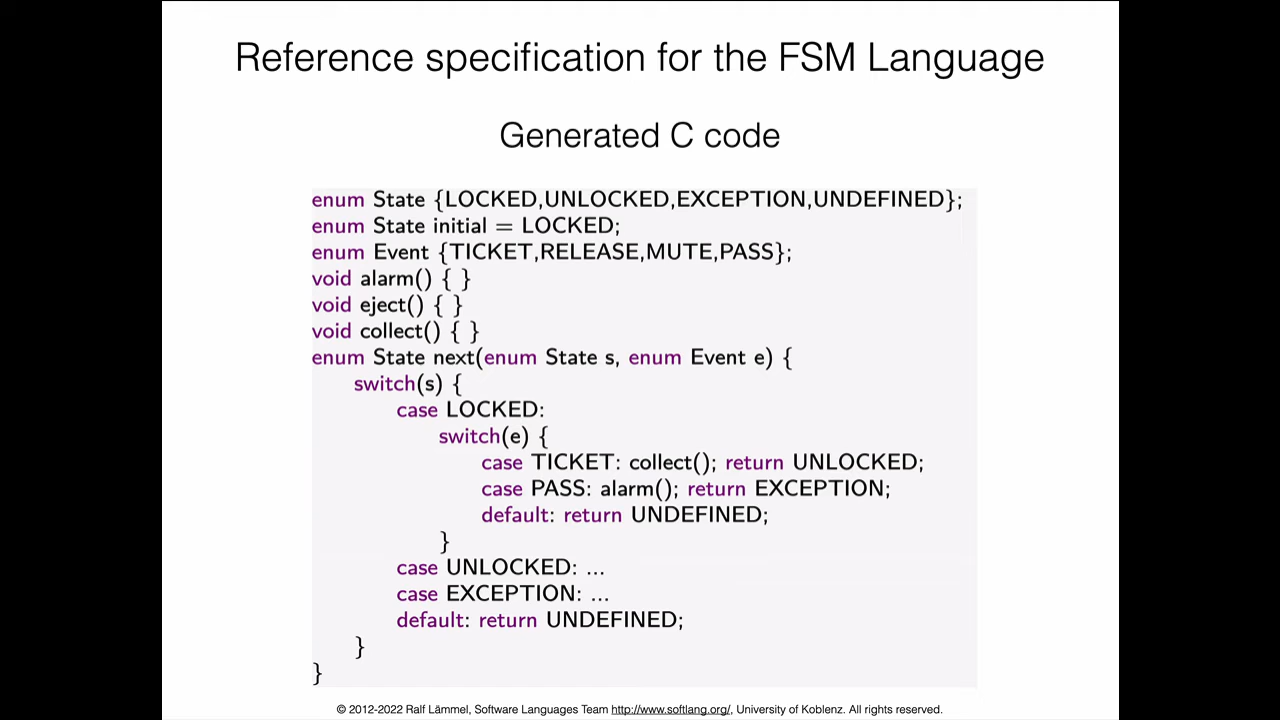 Reference specification for the FSM Language
Generated C code
enum State {LOCKED,UNLOCKED,EXCEPTION,UNDEFINED};
enum State initial = LOCKED;
enum Event {TICKET,RELEASE,MUTE,PASS};
void alarm() { }
void eject() { }
void collect() { }
enum State next(enum State s, enum Event e) {
switch(s) {
case LOCKED:
switch(e) {
case TICKET: collect(); return UNLOCKED;
case PASS: alarm(); return EXCEPTION;
default: return UNDEFINED;
}
case UNLOCKED: ...
case EXCEPTION: ...
default: return UNDEFINED;
}
}
© 2012-2022 Ralf Lämmel, Software Languages Team http://www.softlang.org/, University of Koblenz. All rights reserved.